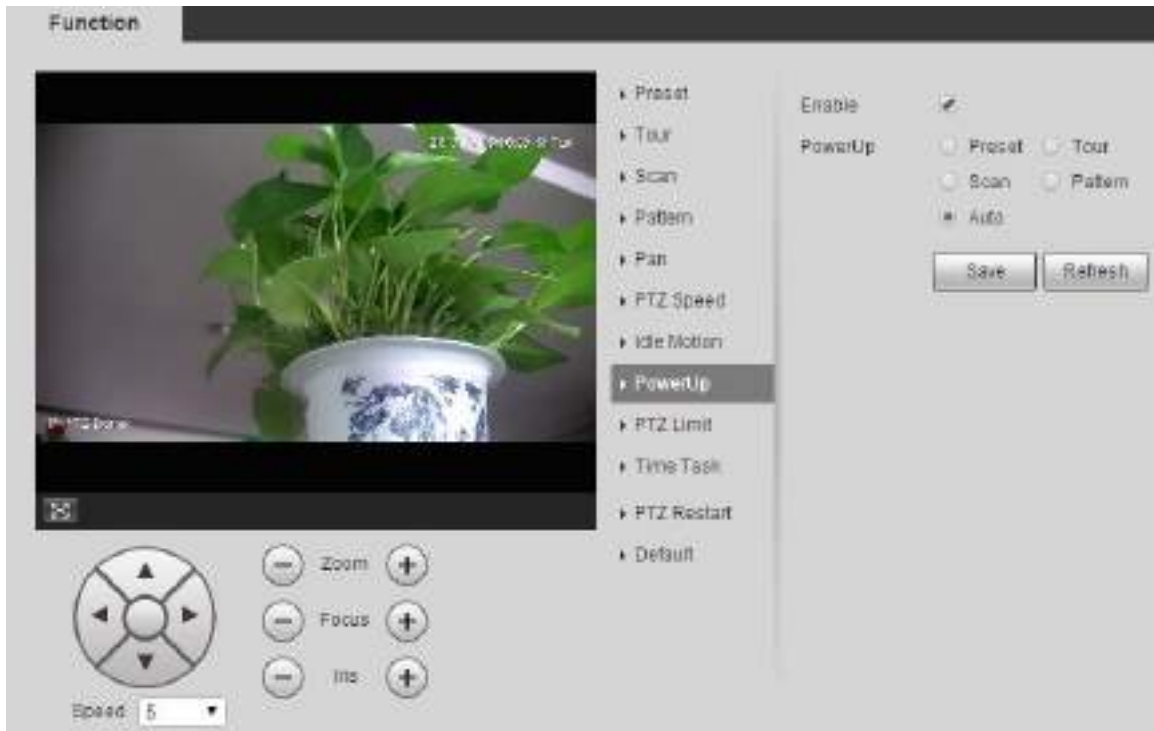 Function
Preset
Tour
Scan
Pattern
Pan
PTZ Speed
Idle Motion
PowerUp
PTZ Limit
Time Task
PTZ Restart
Default
Enable
PowerUp
Preset Tour
Scan Pattern
Auto
Save Refresh
Zoom
Focus
Iris
Speed 5